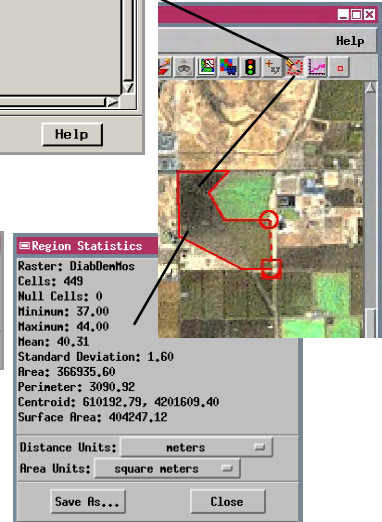 Help
+xy
Help
Region Statistics
Raster: DiabDemMos
Cells: 449
Null Cells: 0
Minimum: 37.00
Maximum: 44.00
Mean: 40.31
Standard Deviation: 1.60
Area: 366935.60
Perimeter: 3090.92
Centroid: 610192.79, 4201609.40
Surface Area: 404247.12
Distance Units: meters
Area Units: square meters
Save As... Close